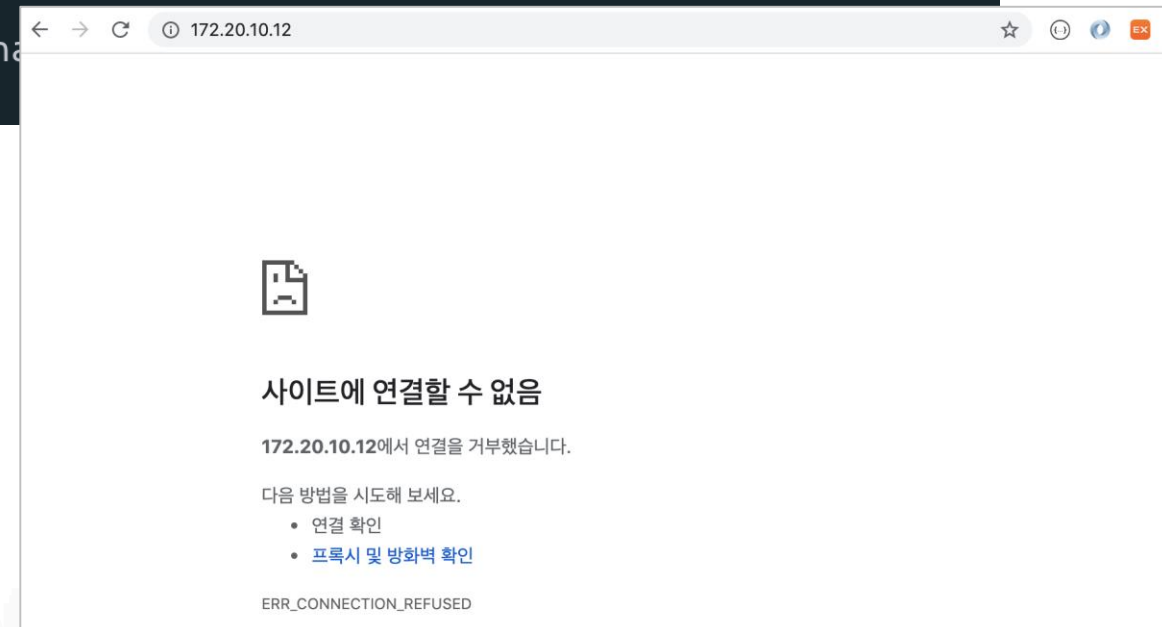 172.20.10.12
EX
사이트에 연결할 수 없음
172.20.10.12에서 연결을 거부했습니다.
다음 방법을 시도해 보세요.
• 연결 확인
• 프록시 및 방화벽 확인
ERR_CONNECTION_REFUSED